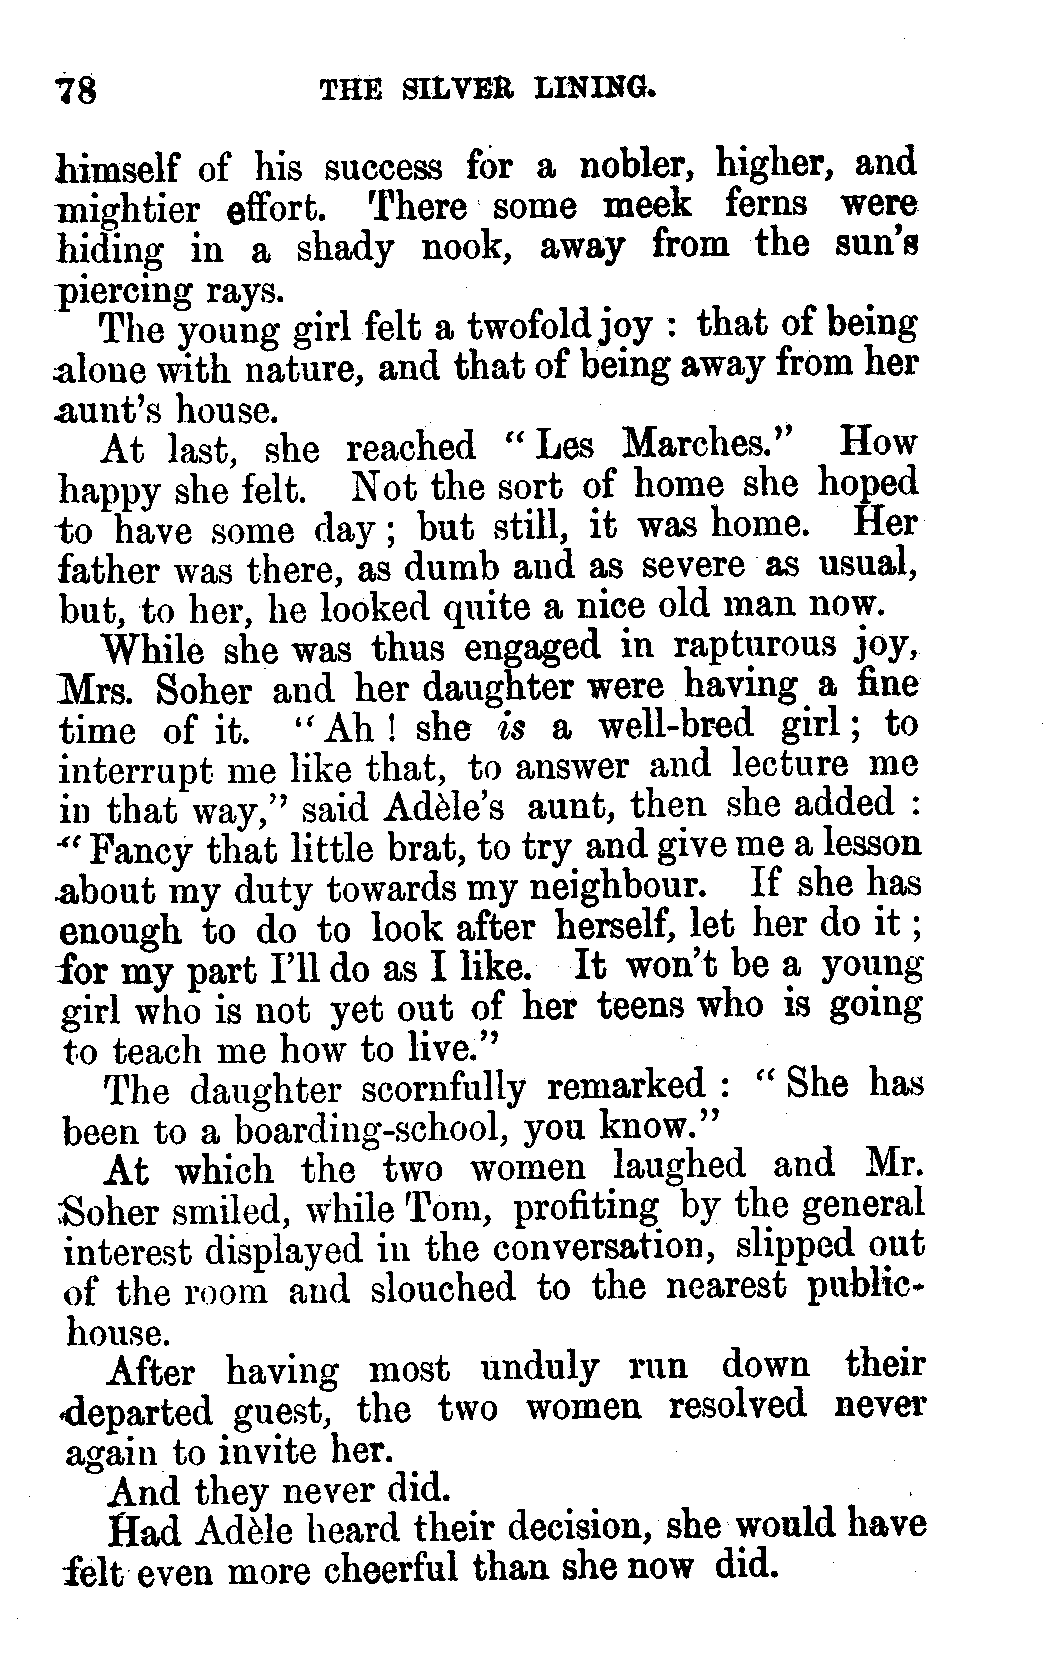 78 THE SILVER LINING.
himself of his success for a nobler, higher, and
mightier effort. There some meek ferns were
hiding in a shady nook, away from the sun's
piercing rays.
The young girl felt a twofold joy : that of being
alone with nature, and that of being away from her
aunt's house.
At last, she reached “ Les Marches.” How
happy she felt. Not the sort of home she hoped
to have some day ; but still, it was home. Her
father was there, as dumb and as severe as usual,
but, to her, he looked quite a nice old man now.
While she was thus engaged in rapturous joy,
Mrs. Soher and her daughter were having a fine
time of it. “ Ah ! she is a well-bred girl ; to
interrupt me like that, to answer and lecture me
in that way,” said Adèle's aunt, then she added :
“ Fancy that little brat, to try and give me a lesson
about my duty towards my neighbour. If she has
enough to do to look after herself, let her do it ;
for my part I'll do as I like. It won't be a young
girl who is not yet out of her teens who is going
to teach me how to live.”
The daughter scornfully remarked : “ She has
been to a boarding-school, you know.”
At which the two women laughed and Mr.
Soher smiled, while Tom, profiting by the general
interest displayed in the conversation, slipped out
of the room and slouched to the nearest public-
house.
After having most unduly run down their
departed guest, the two women resolved never
again to invite her.
And they never did.
Had Adèle heard their decision, she would have
felt even more cheerful than she now did.